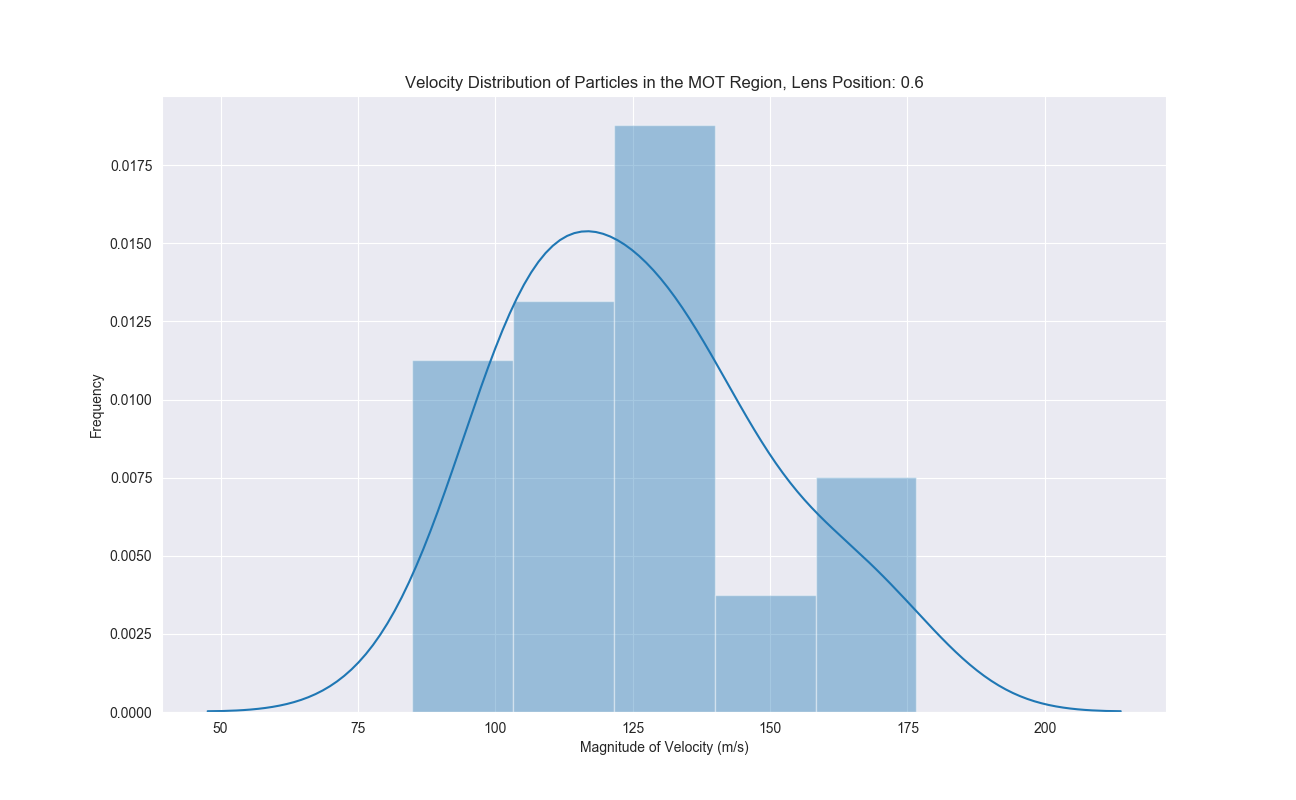 Velocity Distribution of Particles in the MOT Region, Lens Position: 0.6
0.0175
0.0150
0.0125
0.0100
0.0075
0.0050
0.0025
0.0000
Frequency
50 75 100 125 150 175 200
Magnitude of Velocity (m/s)